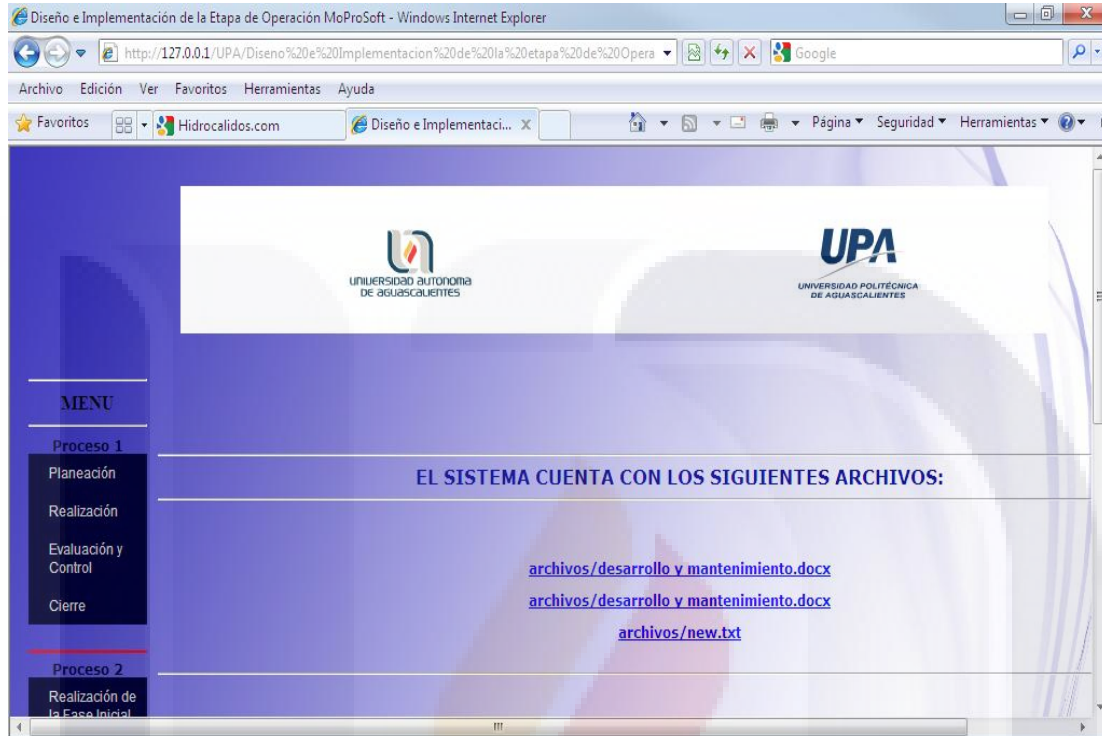 Diseño e Implementación de la Etapa de Operación MoProSoft - Windows Internet Explorer
http://127.0.0.1/UPA/Diseno%20e%20Implementacion%20de%20la%20etapa%20de%20Opera
Google
Archivo Edición Ver Favoritos Herramientas Ayuda
Favoritos
Hidrocalidos.com
Diseño e Implementaci...
Página
Seguridad
Herramientas
UNIVERSIDAD AUTONOMA
DE AGUASCALIENTES
UPA
UNIVERSIDAD POLITÉCNICA
DE AGUASCALIENTES
MENU
Proceso 1
Planeación
Realización
Evaluación y
Control
Cierre
Proceso 2
Realización de
la Fase Inicial
EL SISTEMA CUENTA CON LOS SIGUIENTES ARCHIVOS:
archivos/desarrollo y mantenimiento.docx
archivos/desarrollo y mantenimiento.docx
archivos/new.txt